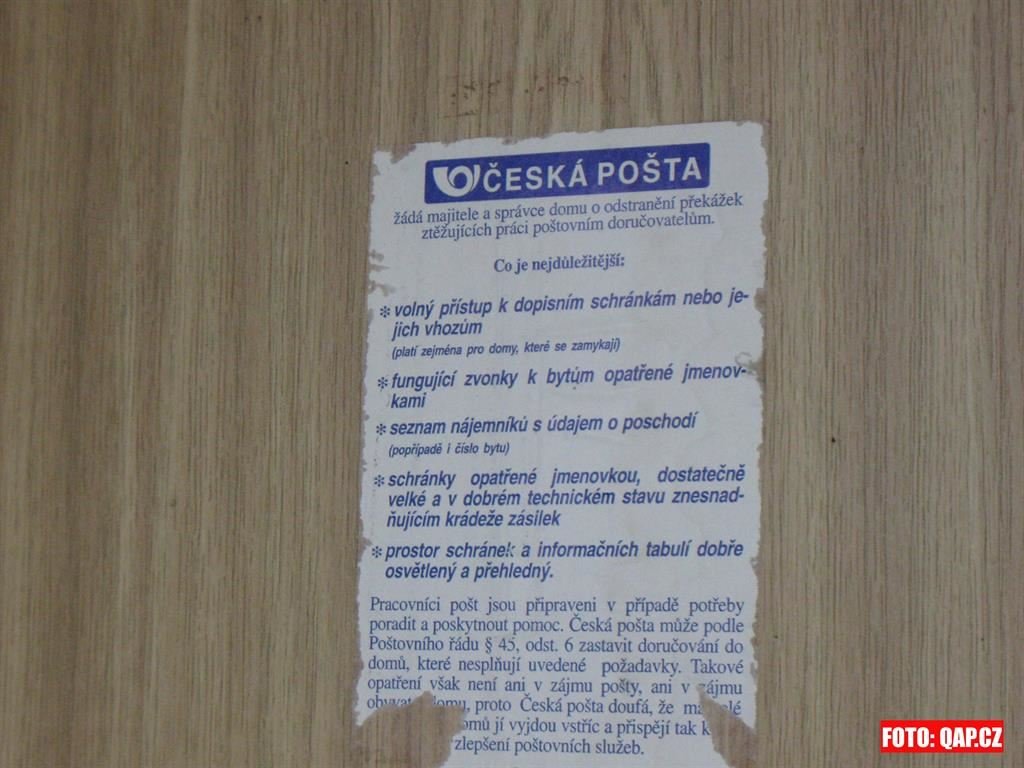 ČESKÁ POŠTA
žádá majitele a správce domu o odstranění překážek
ztěžujících práci poštovním doručovatelům.
Co je nejdůležitější:
* volný přístup k dopisním schránkám nebo je-
jich vhozům
(platí zejména pro domy, které se zamykají)
* fungující zvonky k bytům opatřené jmenov-
kami
* seznam nájemníků s údajem o poschodí
(popřípadě i číslo bytu)
* schránky opatřené jmenovkou, dostatečně
velké a v dobrém technickém stavu znesnad-
ňujícím krádeže zásilek
* prostor schránek a informačních tabulí dobře
osvětlený a přehledný.
Pracovníci pošt jsou připraveni v případě potřeby
poradit a poskytnout pomoc. Česká pošta může podle
Poštovního řádu § 45, odst. 6 zastavit doručování do
domů, které nesplňují uvedené požadavky. Takové
opatření však není ani v zájmu pošty, ani v zájmu
domu, proto Česká pošta doufá, že
domů jí vyjdou vstříc a přispějí tak
zlepšení poštovních služeb.
FOTO: QAP.CZ